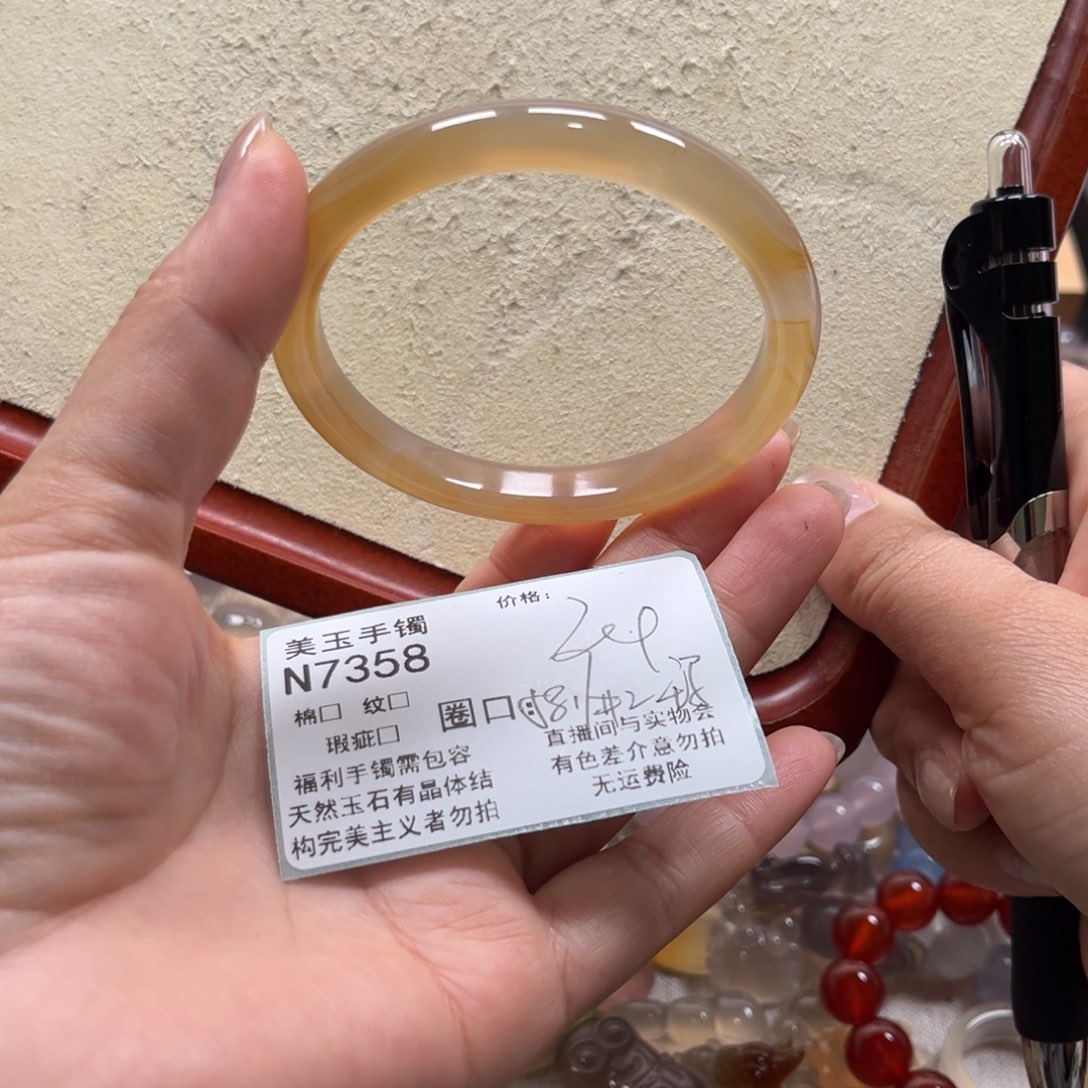 美玉手镯
N7358
价格:
棉□ 纹□
瑕疵□
圈口
福利手镯需包容
天然玉石有晶体结
构完美主义者勿拍
直播间与实物会
有色差介意勿拍
无运费险